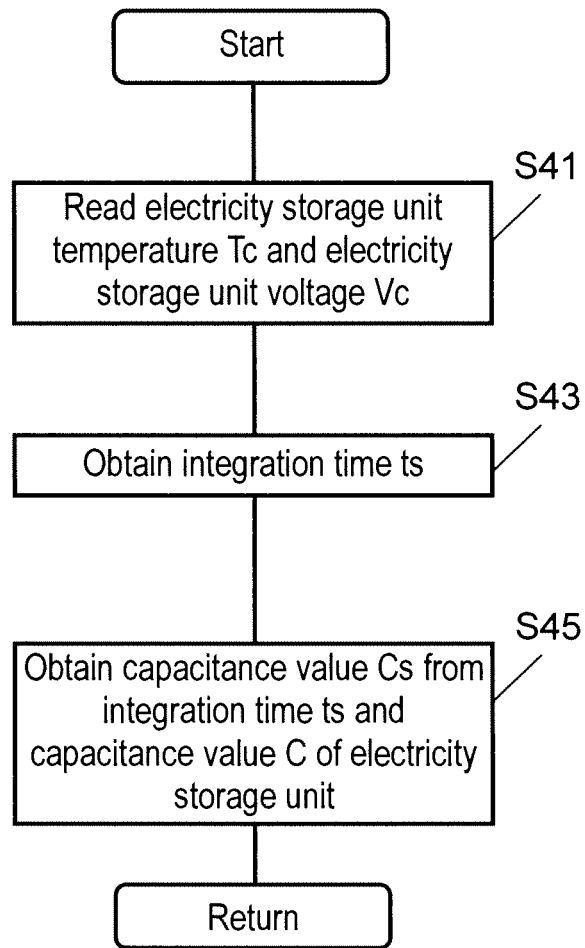 Start
S41
Read electricity storage unit
temperature Tc and electricity
storage unit voltage Vc
S43
Obtain integration time ts
S45
Obtain capacitance value Cs from
integration time ts and
capacitance value C of electricity
storage unit
Return